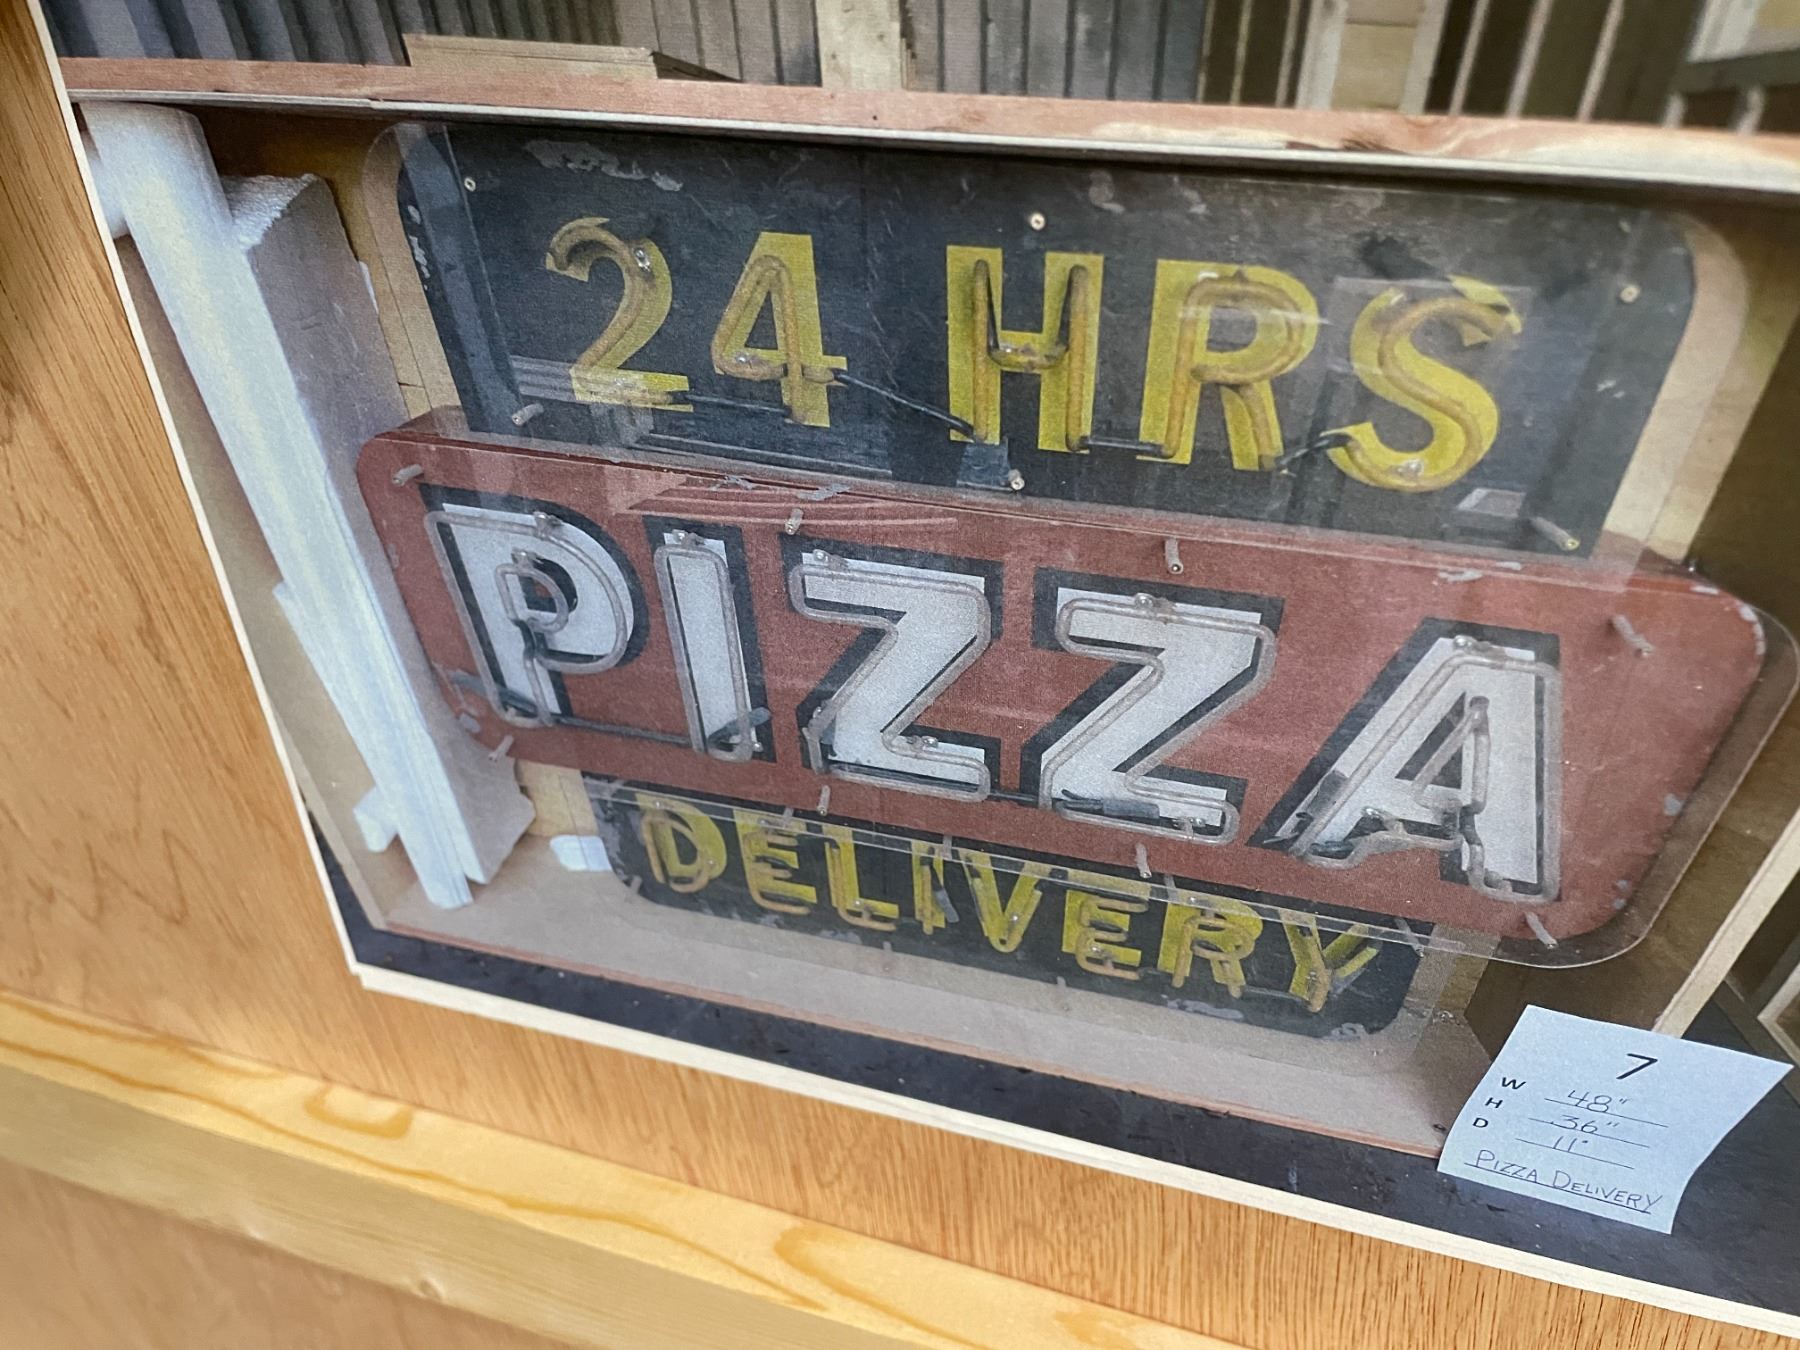 24 HRS
PIZZA
DELIVERY
7
W 48"
H 36"
D 11"
PIZZA DELIVERY